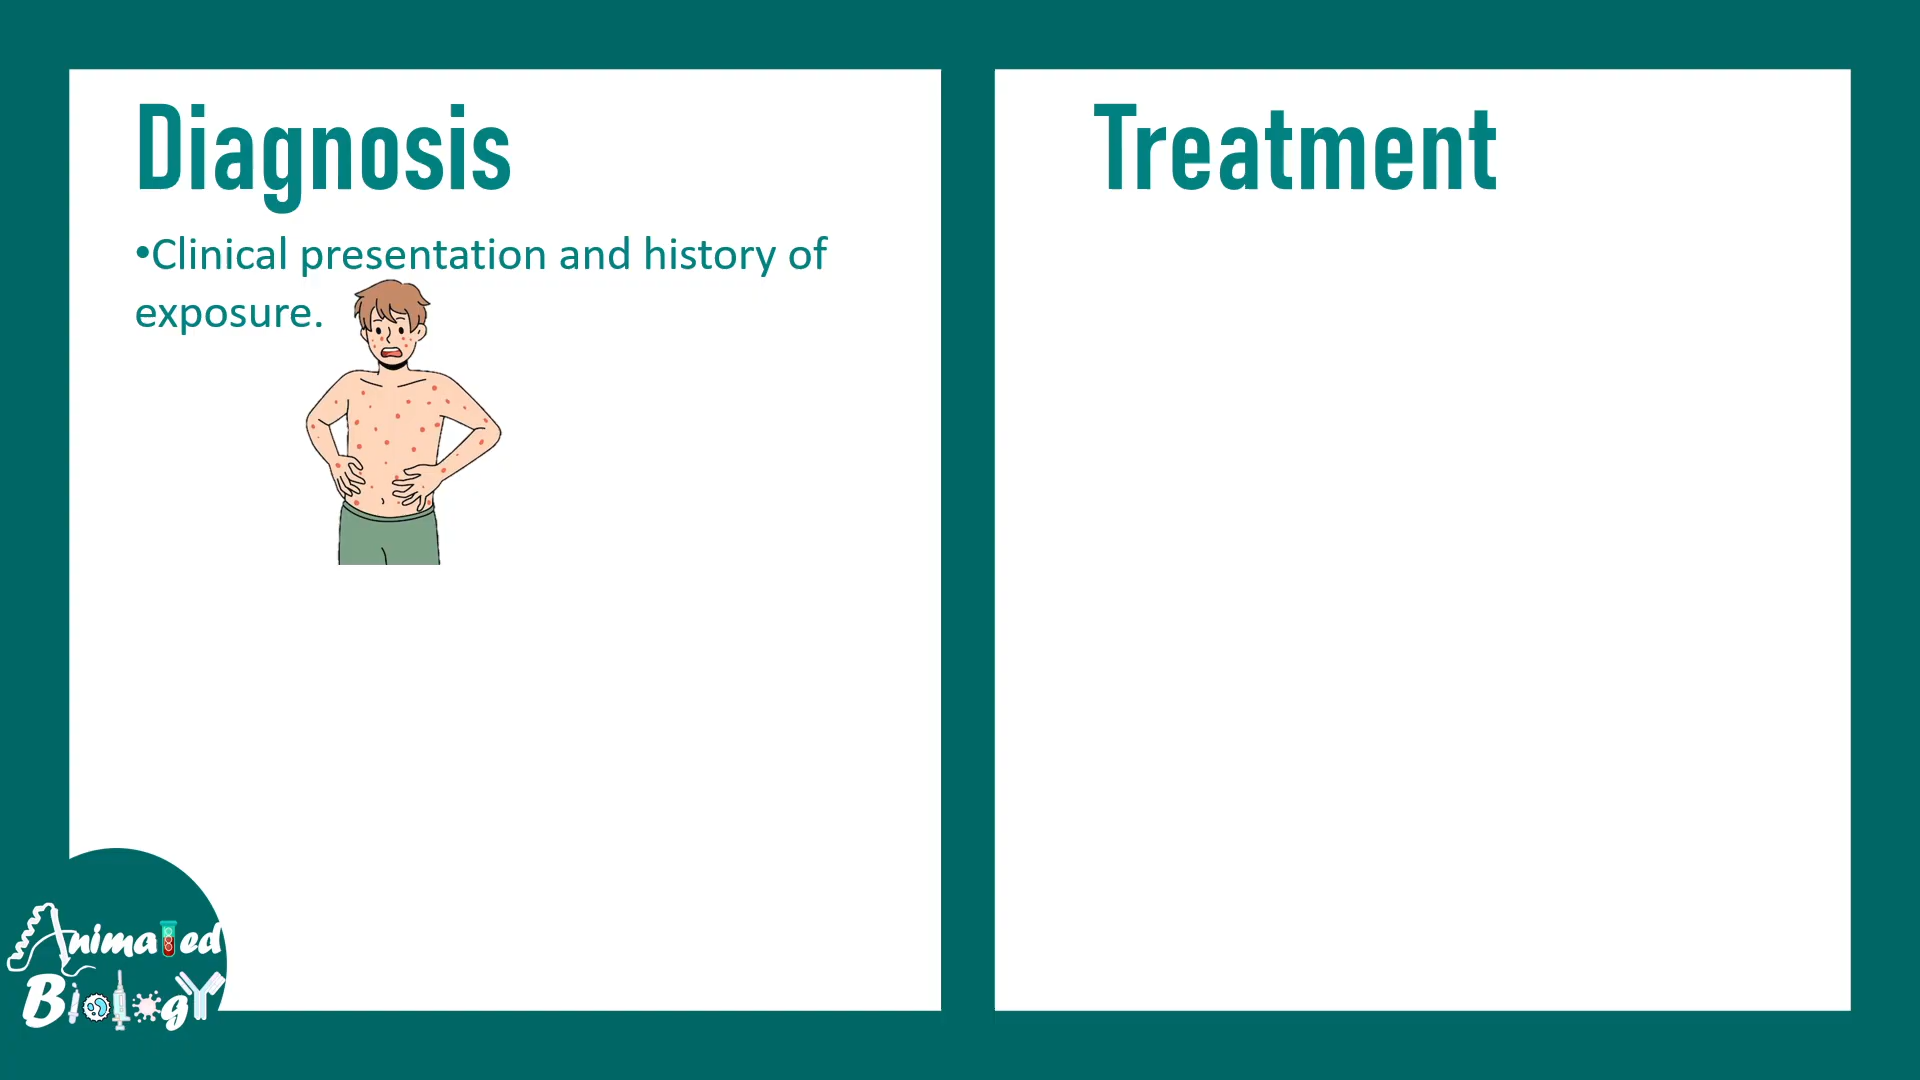 Diagnosis
•Clinical presentation and history of
exposure.
Treatment
Animated
Biology